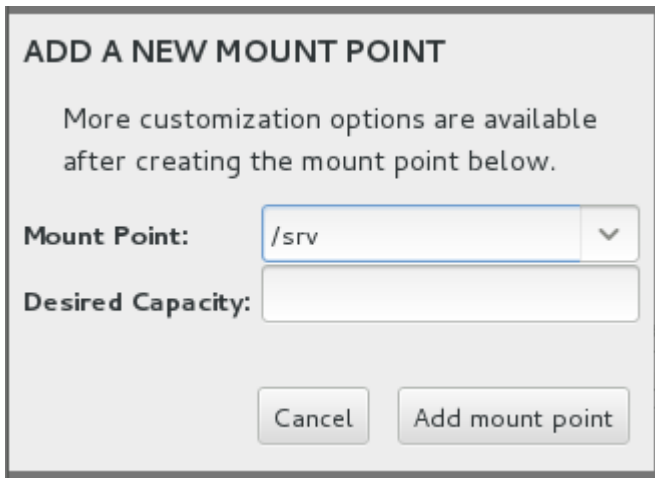 ADD A NEW MOUNT POINT
More customization options are available
after creating the mount point below.
Mount Point: /srv
Desired Capacity:
Cancel Add mount point